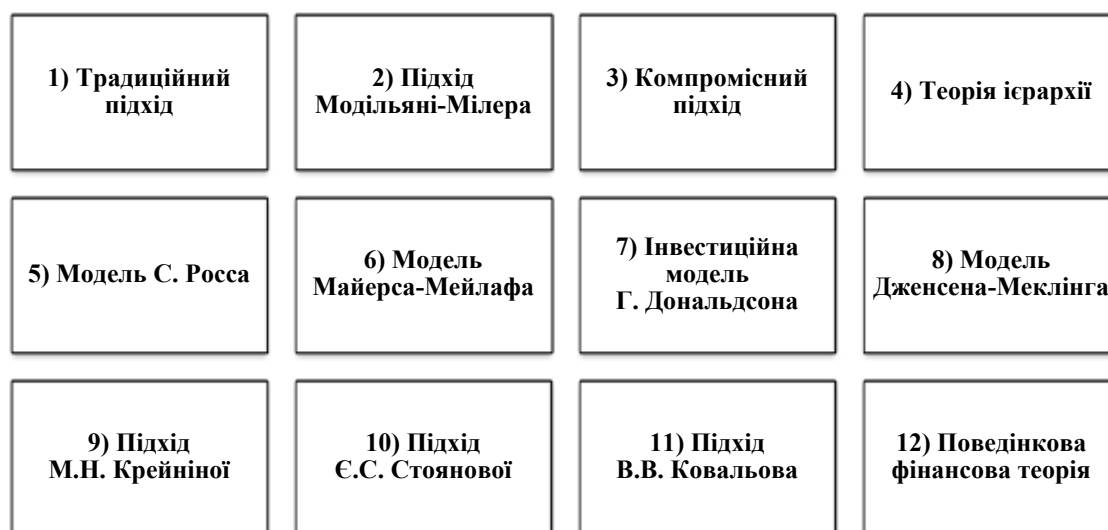 1) Традиційний
підхід
2) Підхід
Модільяні-Мілера
3) Компромісний
підхід
4) Теорія ієрархії
5) Модель С. Росса
6) Модель
Майерса-Мейлафа
7) Інвестиційна
модель
Г. Дональдсона
8) Модель
Дженсена-Меклінга
9) Підхід
М.Н. Крейніної
10) Підхід
Є.С. Стоянової
11) Підхід
В.В. Ковальова
12) Поведінкова
фінансова теорія